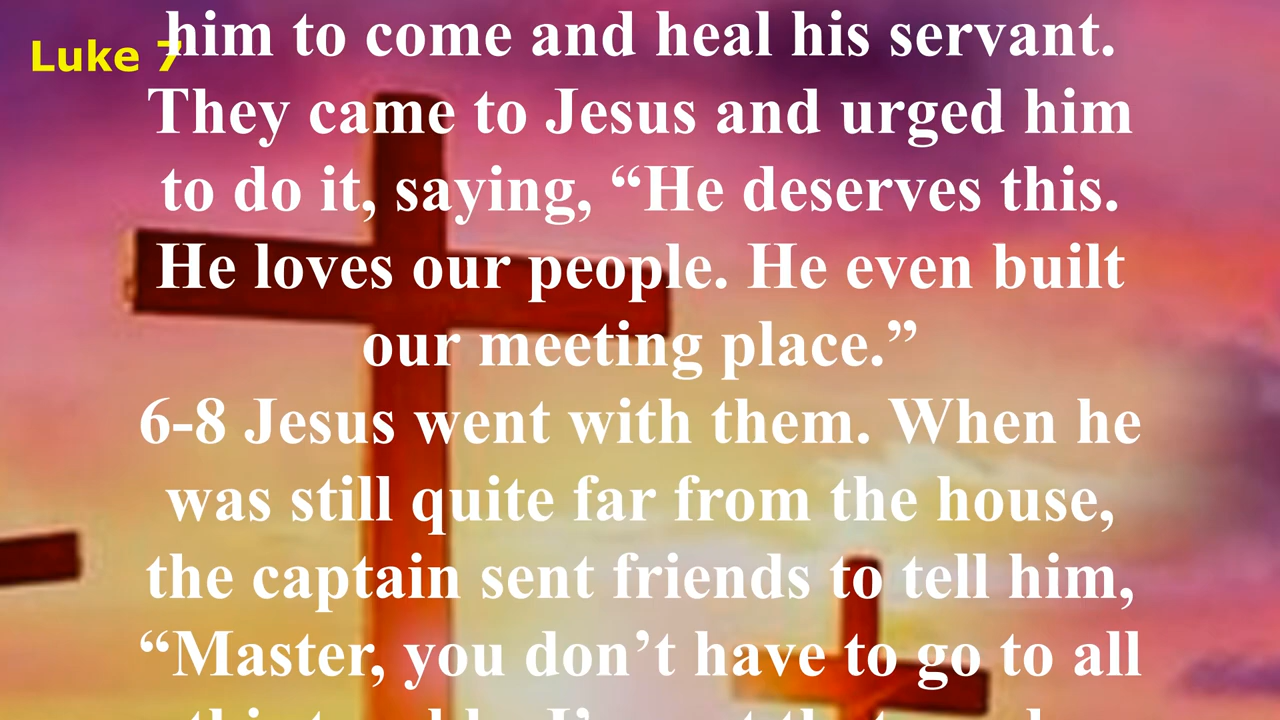 Luke 7
him to come and heal his servant.
They came to Jesus and urged him
to do it, saying, “He deserves this.
He loves our people. He even built
our meeting place.”
6-8 Jesus went with them. When he
was still quite far from the house,
the captain sent friends to tell him,
“Master, you don’t have to go to all